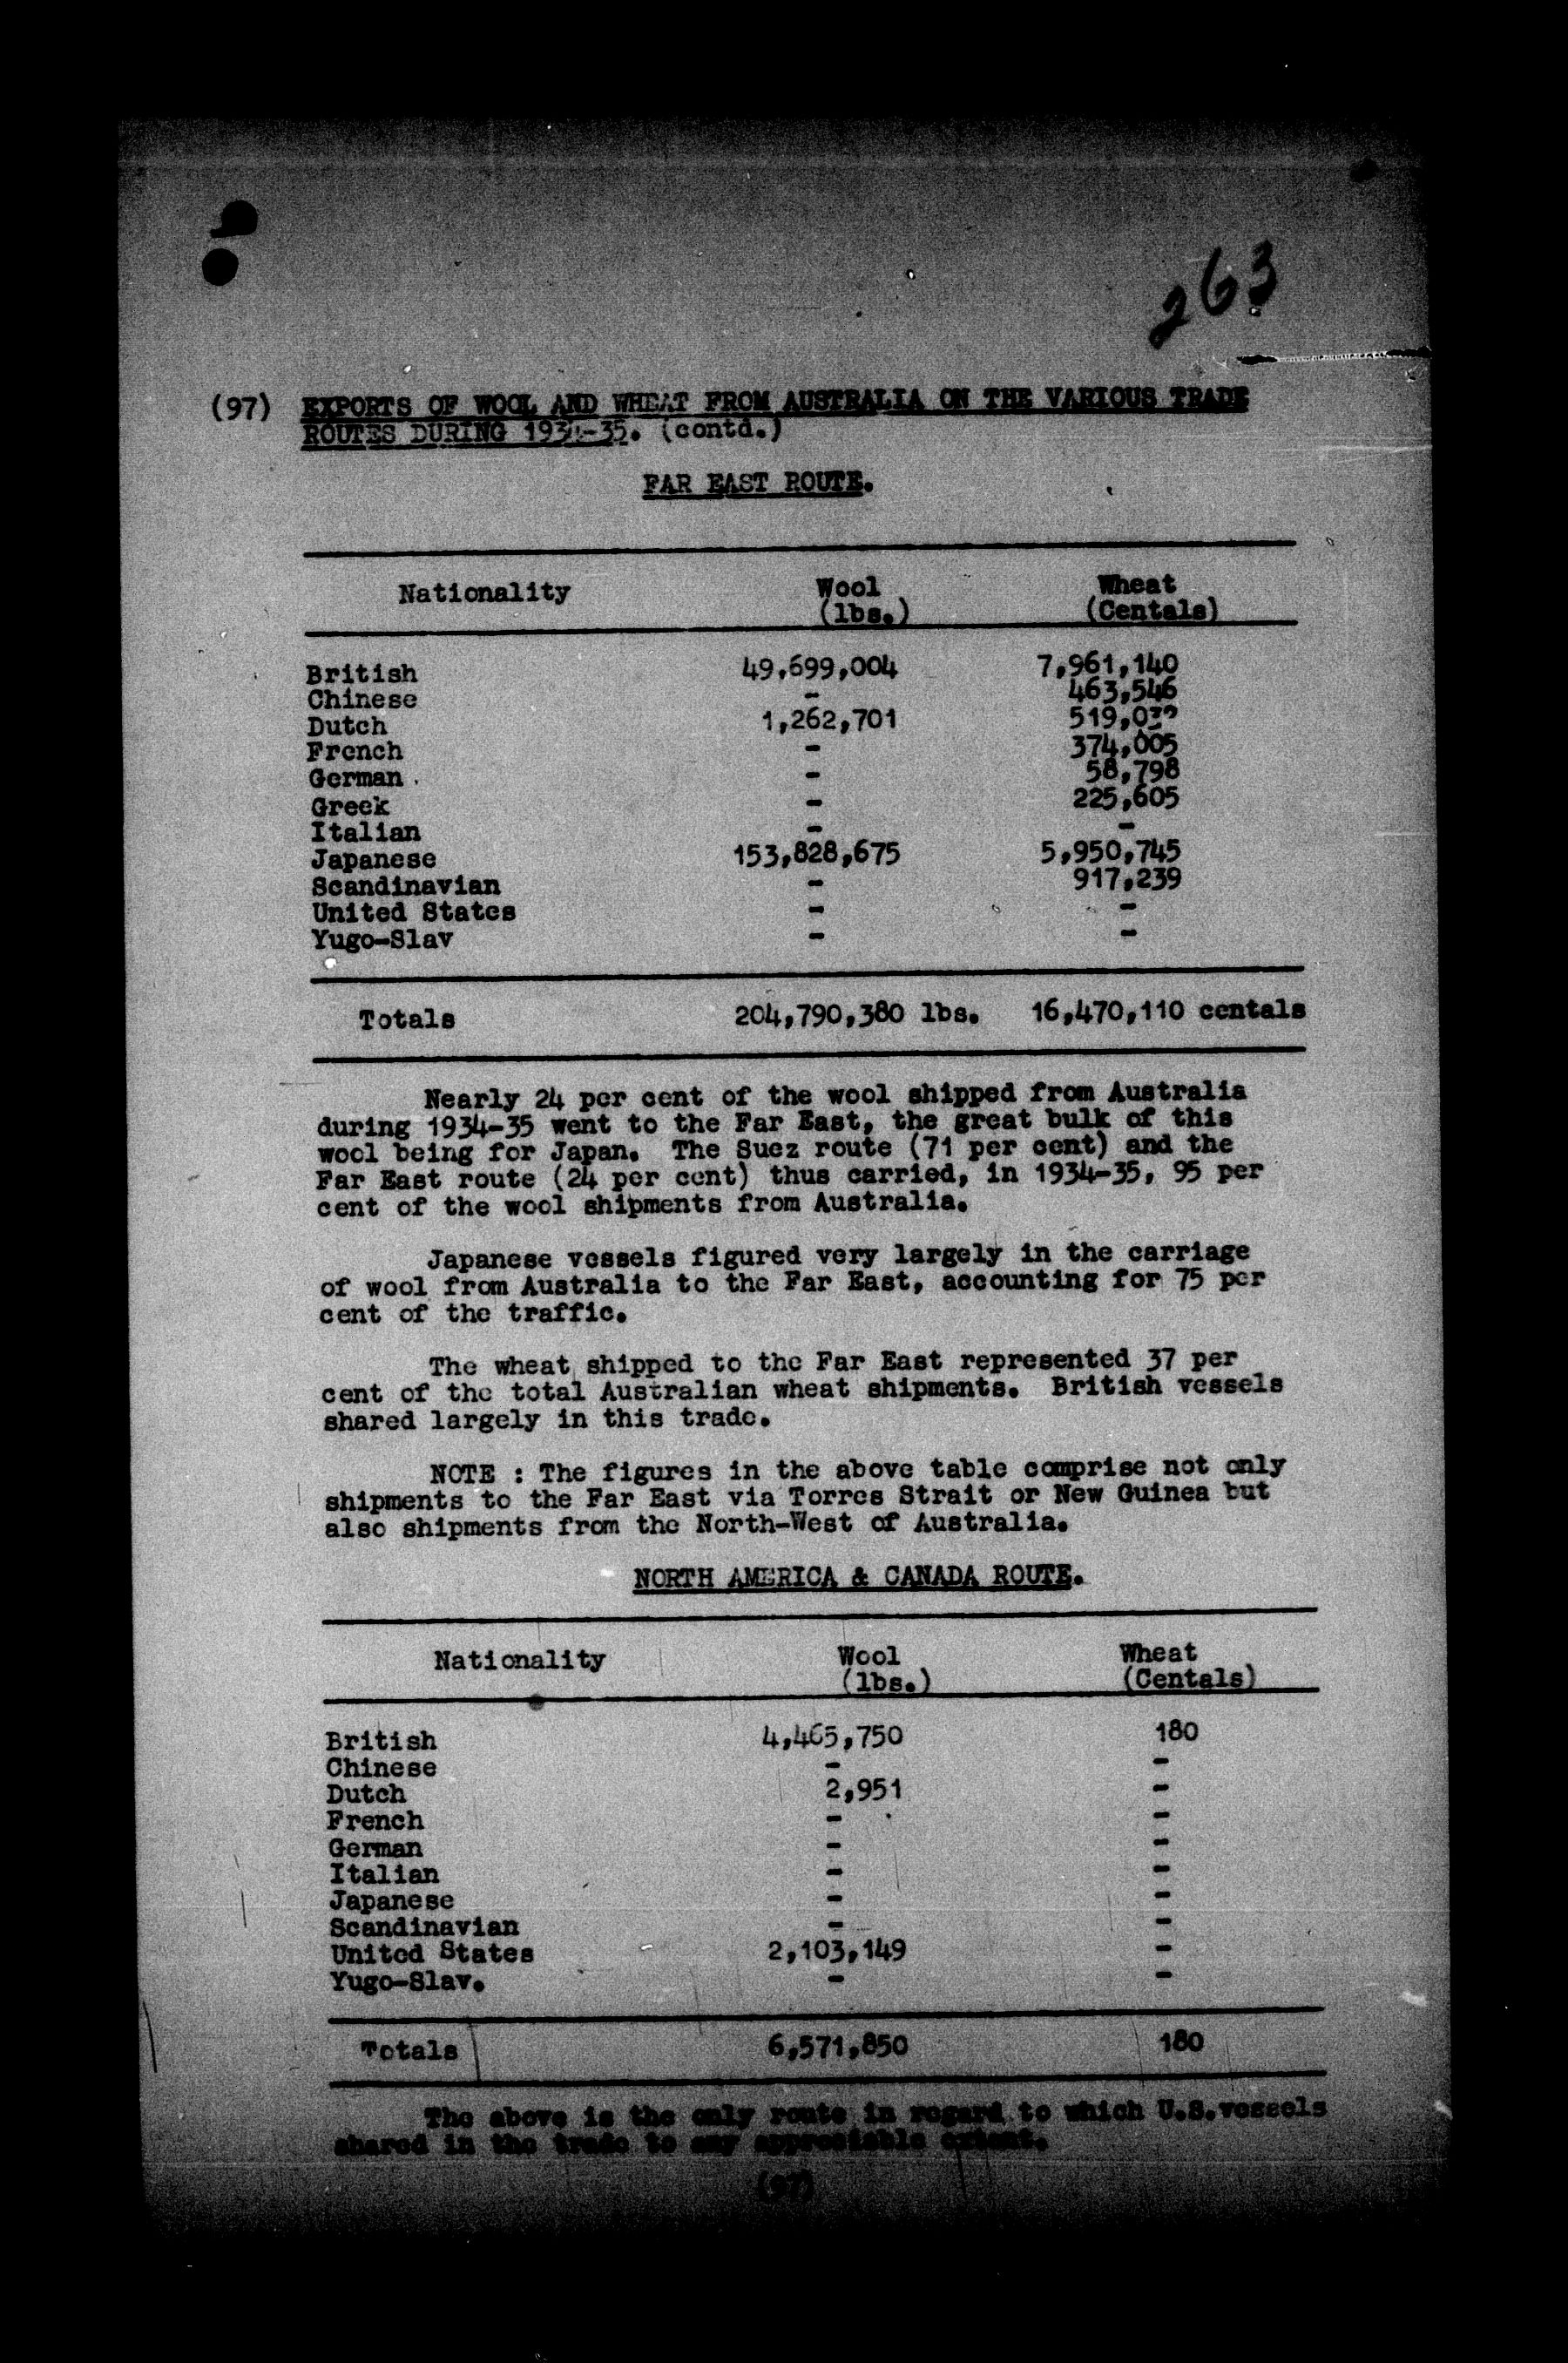 263
(97) EXPORTS OF WOOL AND WHEAT FROM AUSTRALIA ON THE VARIOUS TRADE
ROUTES DURING 1934-35. (contd.)
FAR EAST ROUTE.
Nationality Wool Wheat
(lbs.) (Centals)
British 49,699,004 7,961,140
Chinese - 463,546
Dutch 1,262,701 519,032
French - 374,005
German - 58,798
Greek - 225,605
Italian - -
Japanese 153,828,675 5,950,745
Scandinavian - 917,239
United States - -
Yugo-Slav - -
Totals 204,790,380 lbs. 16,470,110 centals
Nearly 24 per cent of the wool shipped from Australia
during 1934-35 went to the Far East, the great bulk of this
wool being for Japan. The Suez route (71 per cent) and the
Far East route (24 per cent) thus carried, in 1934-35, 95 per
cent of the wool shipments from Australia.
Japanese vessels figured very largely in the carriage
of wool from Australia to the Far East, accounting for 75 per
cent of the traffic.
The wheat shipped to the Far East represented 37 per
cent of the total Australian wheat shipments. British vessels
shared largely in this trade.
NOTE : The figures in the above table comprise not only
shipments to the Far East via Torres Strait or New Guinea but
also shipments from the North-West of Australia.
NORTH AMERICA & CANADA ROUTE.
Nationality Wool Wheat
(lbs.) (Centals)
British 4,465,750 180
Chinese - -
Dutch 2,951 -
French - -
German - -
Italian - -
Japanese - -
Scandinavian - -
United States 2,103,149 -
Yugo-Slav. - -
Totals 6,571,850 180
The above is the only route in regard to which U.S.vessels
shared in the trade to any appreciable extent.
(97)